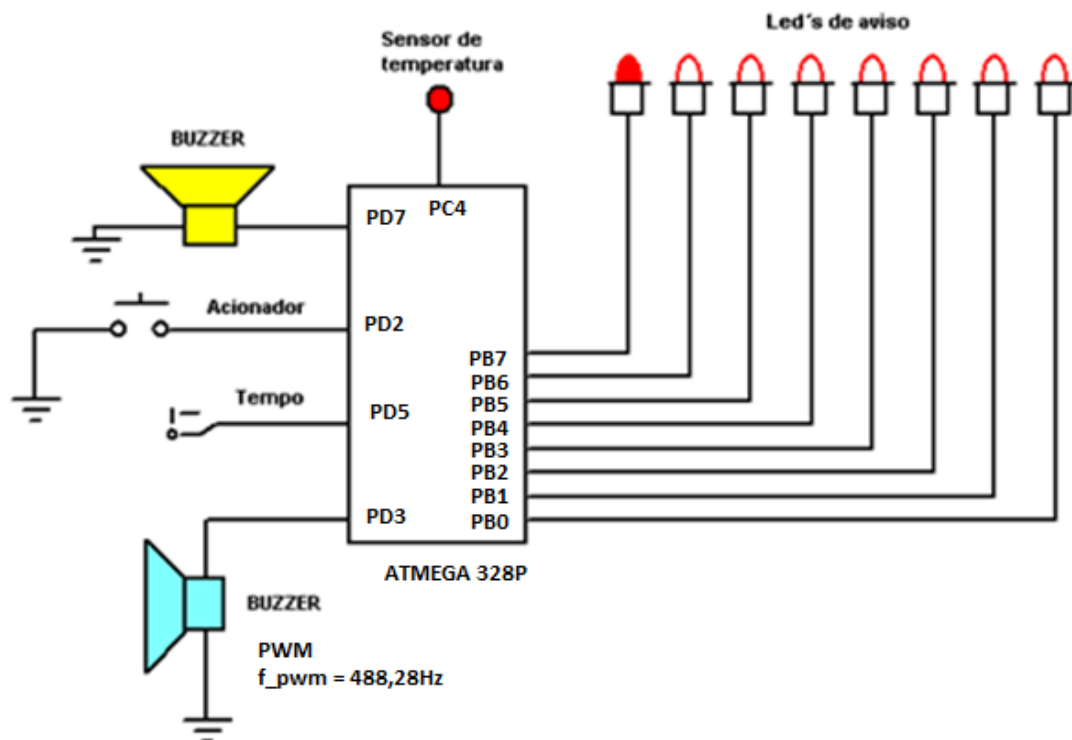 Led´s de aviso
Sensor de
temperatura
BUZZER
PC4
PD7
Acionador
PD2
Tempo
PD5
PD3
PB7
PB6
PB5
PB4
PB3
PB2
PB1
PB0
ATMEGA 328P
BUZZER
PWM
f_pwm = 488,28Hz